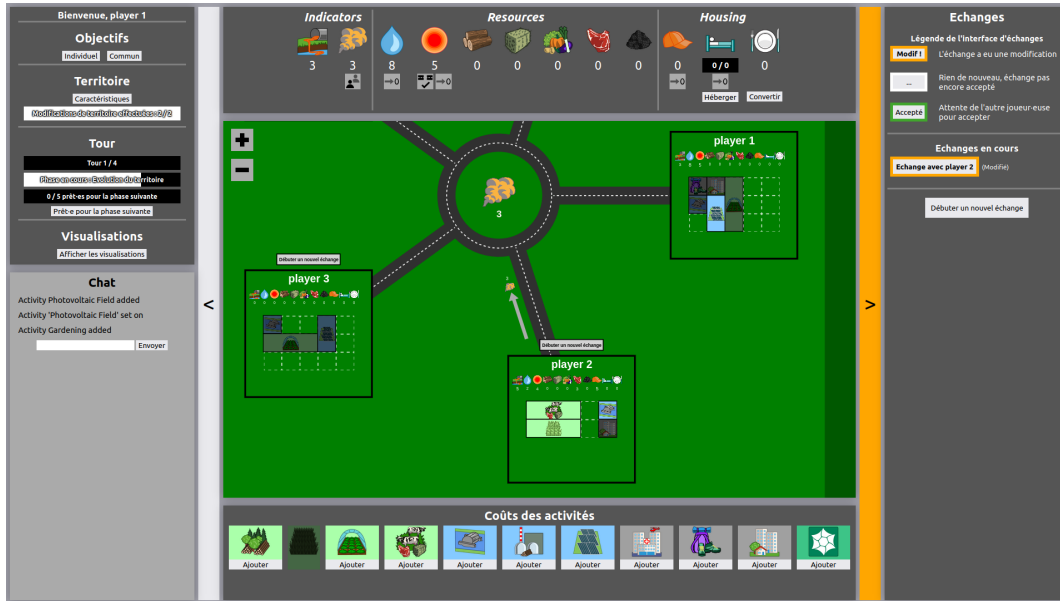 Bienvenue, player 1
Objectifs
Individuel Commun
Territoire
Caractéristiques
Modifications de territoire effectuées : 2 / 2
Tour
Tour 1 / 4
Phase en cours : Evolution du territoire
0 / 5 prêt·es pour la phase suivante
Prêt·e pour la phase suivante
Visualisations
Afficher les visualisations
Chat
Activity Photovoltaic Field added
Activity 'Photovoltaic Field' set on
Activity Gardening added
Envoyer
<
Indicators Resources Housing
3 3 8 5 0 0 0 0 0 0 0 / 0 0
→0 →0 →0 →0
Héberger Convertir
+
−
3
player 1
Débuter un nouvel échange
player 3
Débuter un nouvel échange
player 2
Coûts des activités
Ajouter Ajouter Ajouter Ajouter Ajouter Ajouter Ajouter Ajouter Ajouter Ajouter
>
Echanges
Légende de l'interface d'échanges
Modif ! L'échange a eu une modification
... Rien de nouveau, échange pas encore accepté
Accepté Attente de l'autre joueur·euse pour accepter
Echanges en cours
Echange avec player 2 (Modifié)
Débuter un nouvel échange